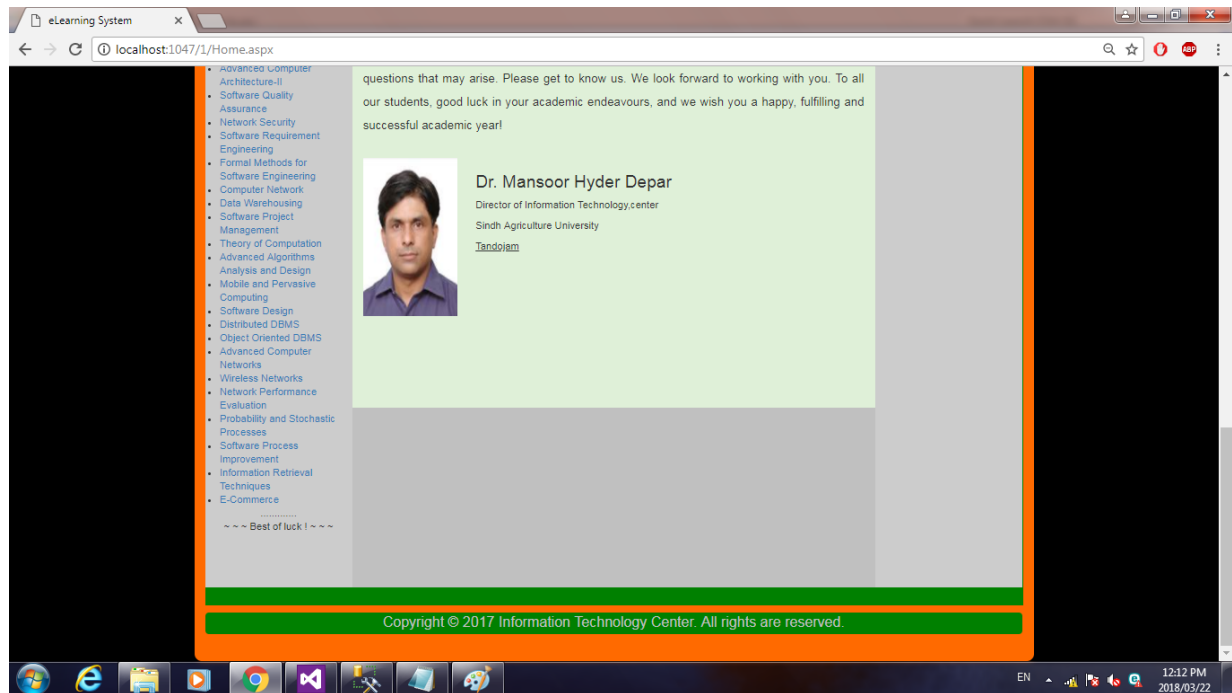 eLearning System
localhost:1047/1/Home.aspx
ABP
Advanced Computer
Architecture-II
Software Quality
Assurance
Network Security
Software Requirement
Engineering
Formal Methods for
Software Engineering
Computer Network
Data Warehousing
Software Project
Management
Theory of Computation
Advanced Algorithms
Analysis and Design
Mobile and Pervasive
Computing
Software Design
Distributed DBMS
Object Oriented DBMS
Advanced Computer
Networks
Wireless Networks
Network Performance
Evaluation
Probability and Stochastic
Processes
Software Process
Improvement
Information Retrieval
Techniques
E-Commerce
.............
~ ~ ~ Best of luck ! ~ ~ ~
questions that may arise. Please get to know us. We look forward to working with you. To all
our students, good luck in your academic endeavours, and we wish you a happy, fulfilling and
successful academic year!
Dr. Mansoor Hyder Depar
Director of Information Technology,center
Sindh Agriculture University
Tandojam
Copyright © 2017 Information Technology Center. All rights are reserved.
EN
12:12 PM
2018/03/22